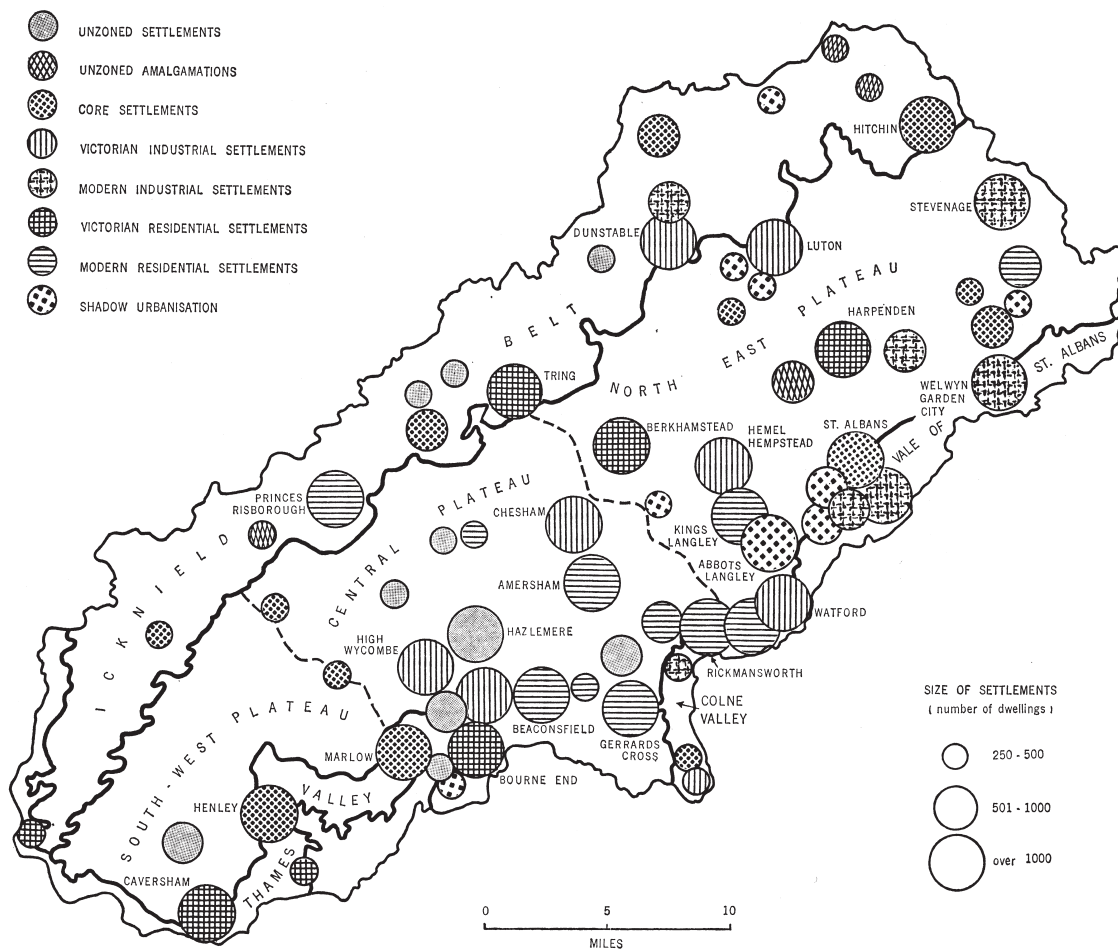 UNZONED SETTLEMENTS
UNZONED AMALGAMATIONS
CORE SETTLEMENTS
VICTORIAN INDUSTRIAL SETTLEMENTS
MODERN INDUSTRIAL SETTLEMENTS
VICTORIAN RESIDENTIAL SETTLEMENTS
MODERN RESIDENTIAL SETTLEMENTS
SHADOW URBANISATION
HITCHIN
STEVENAGE
DUNSTABLE
LUTON
HARPENDEN
ICKNIELD BELT
NORTH EAST PLATEAU
TRING
WELWYN
GARDEN
CITY
VALE OF ST. ALBANS
ST. ALBANS
BERKHAMSTEAD
HEMEL
HEMPSTEAD
PRINCES
RISBOROUGH
CENTRAL PLATEAU
CHESHAM
KINGS
LANGLEY
ABBOTS
LANGLEY
AMERSHAM
WATFORD
HAZLEMERE
HIGH
WYCOMBE
RICKMANSWORTH
COLNE
VALLEY
BEACONSFIELD
GERRARDS
CROSS
SOUTH-WEST PLATEAU
MARLOW
BOURNE END
HENLEY
THAMES VALLEY
CAVERSHAM
SIZE OF SETTLEMENTS
( number of dwellings )
250 - 500
501 - 1000
over 1000
0 5 10
MILES